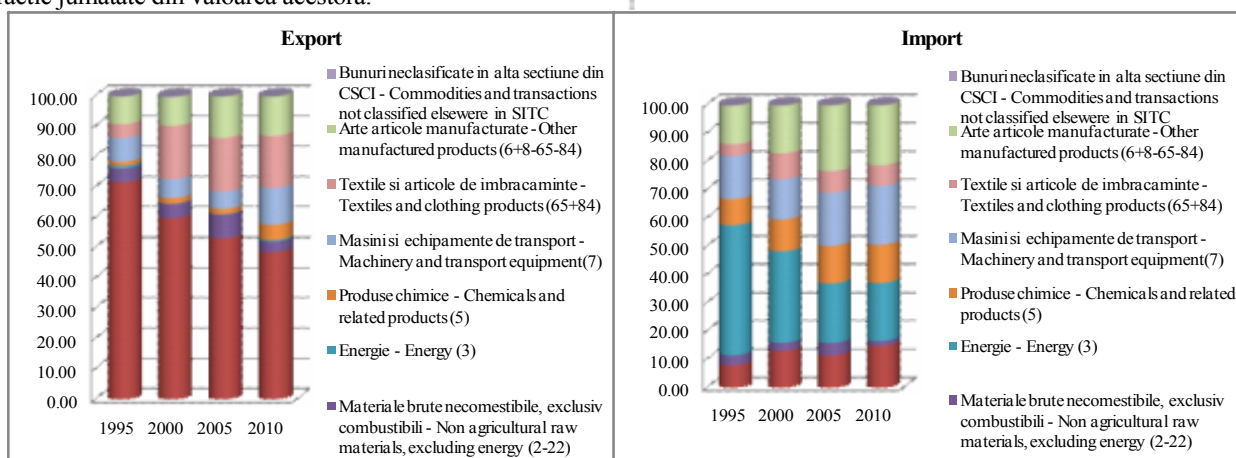 practic jumătate din valoarea acestora.
Export
Bunuri neclasificate in alta sectiune din
CSCI - Commodities and transactions
not classified elsewere in SITC
Arte articole manufacturate - Other
manufactured products (6+8-65-84)
Textile si articole de imbracaminte -
Textiles and clothing products (65+84)
Masini si echipamente de transport -
Machinery and transport equipment(7)
Produse chimice - Chemicals and
related products (5)
Energie - Energy (3)
Materiale brute necomestibile, exclusiv
combustibili - Non agricultural raw
materials, excluding energy (2-22)
100.00
90.00
80.00
70.00
60.00
50.00
40.00
30.00
20.00
10.00
0.00
1995 2000 2005 2010
Import
Bunuri neclasificate in alta sectiune din
CSCI - Commodities and transactions
not classified elsewere in SITC
Arte articole manufacturate - Other
manufactured products (6+8-65-84)
Textile si articole de imbracaminte -
Textiles and clothing products (65+84)
Masini si echipamente de transport -
Machinery and transport equipment(7)
Produse chimice - Chemicals and related
products (5)
Energie - Energy (3)
Materiale brute necomestibile, exclusiv
combustibili - Non agricultural raw
materials, excluding energy (2-22)
100.00
90.00
80.00
70.00
60.00
50.00
40.00
30.00
20.00
10.00
0.00
1995 2000 2005 2010